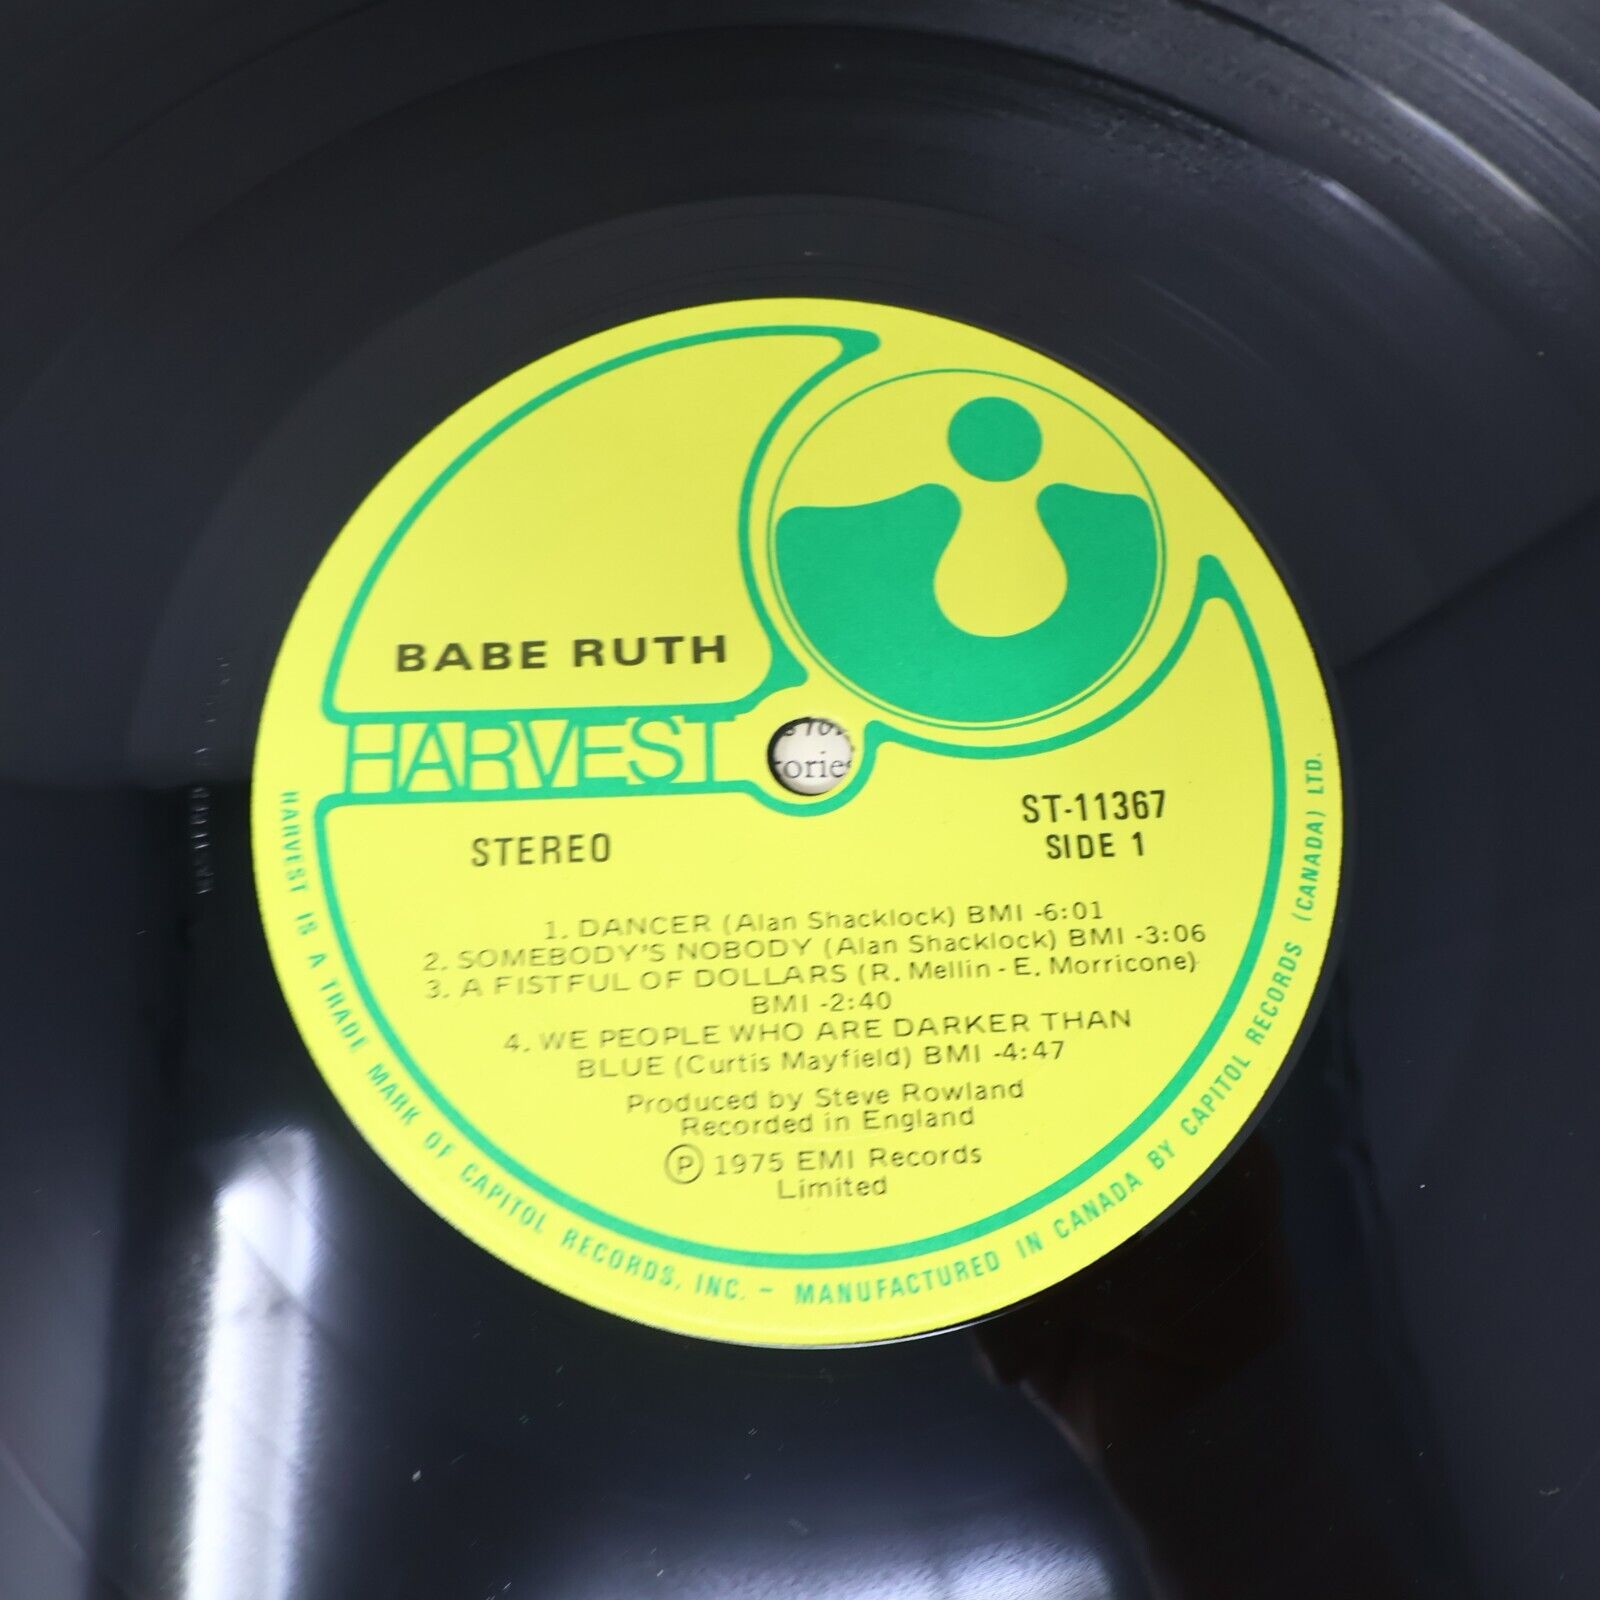 BABE RUTH
HARVEST
STEREO
ST-11367
SIDE 1
1. DANCER (Alan Shacklock) BMI -6:01
2. SOMEBODY'S NOBODY (Alan Shacklock) BMI -3:06
3. A FISTFUL OF DOLLARS (R. Mellin - E. Morricone)
BMI -2:40
4. WE PEOPLE WHO ARE DARKER THAN
BLUE (Curtis Mayfield) BMI -4:47
Produced by Steve Rowland
Recorded in England
Ⓟ 1975 EMI Records
Limited
HARVEST IS A TRADE MARK OF CAPITOL RECORDS, INC. – MANUFACTURED IN CANADA BY CAPITOL RECORDS (CANADA) LTD.